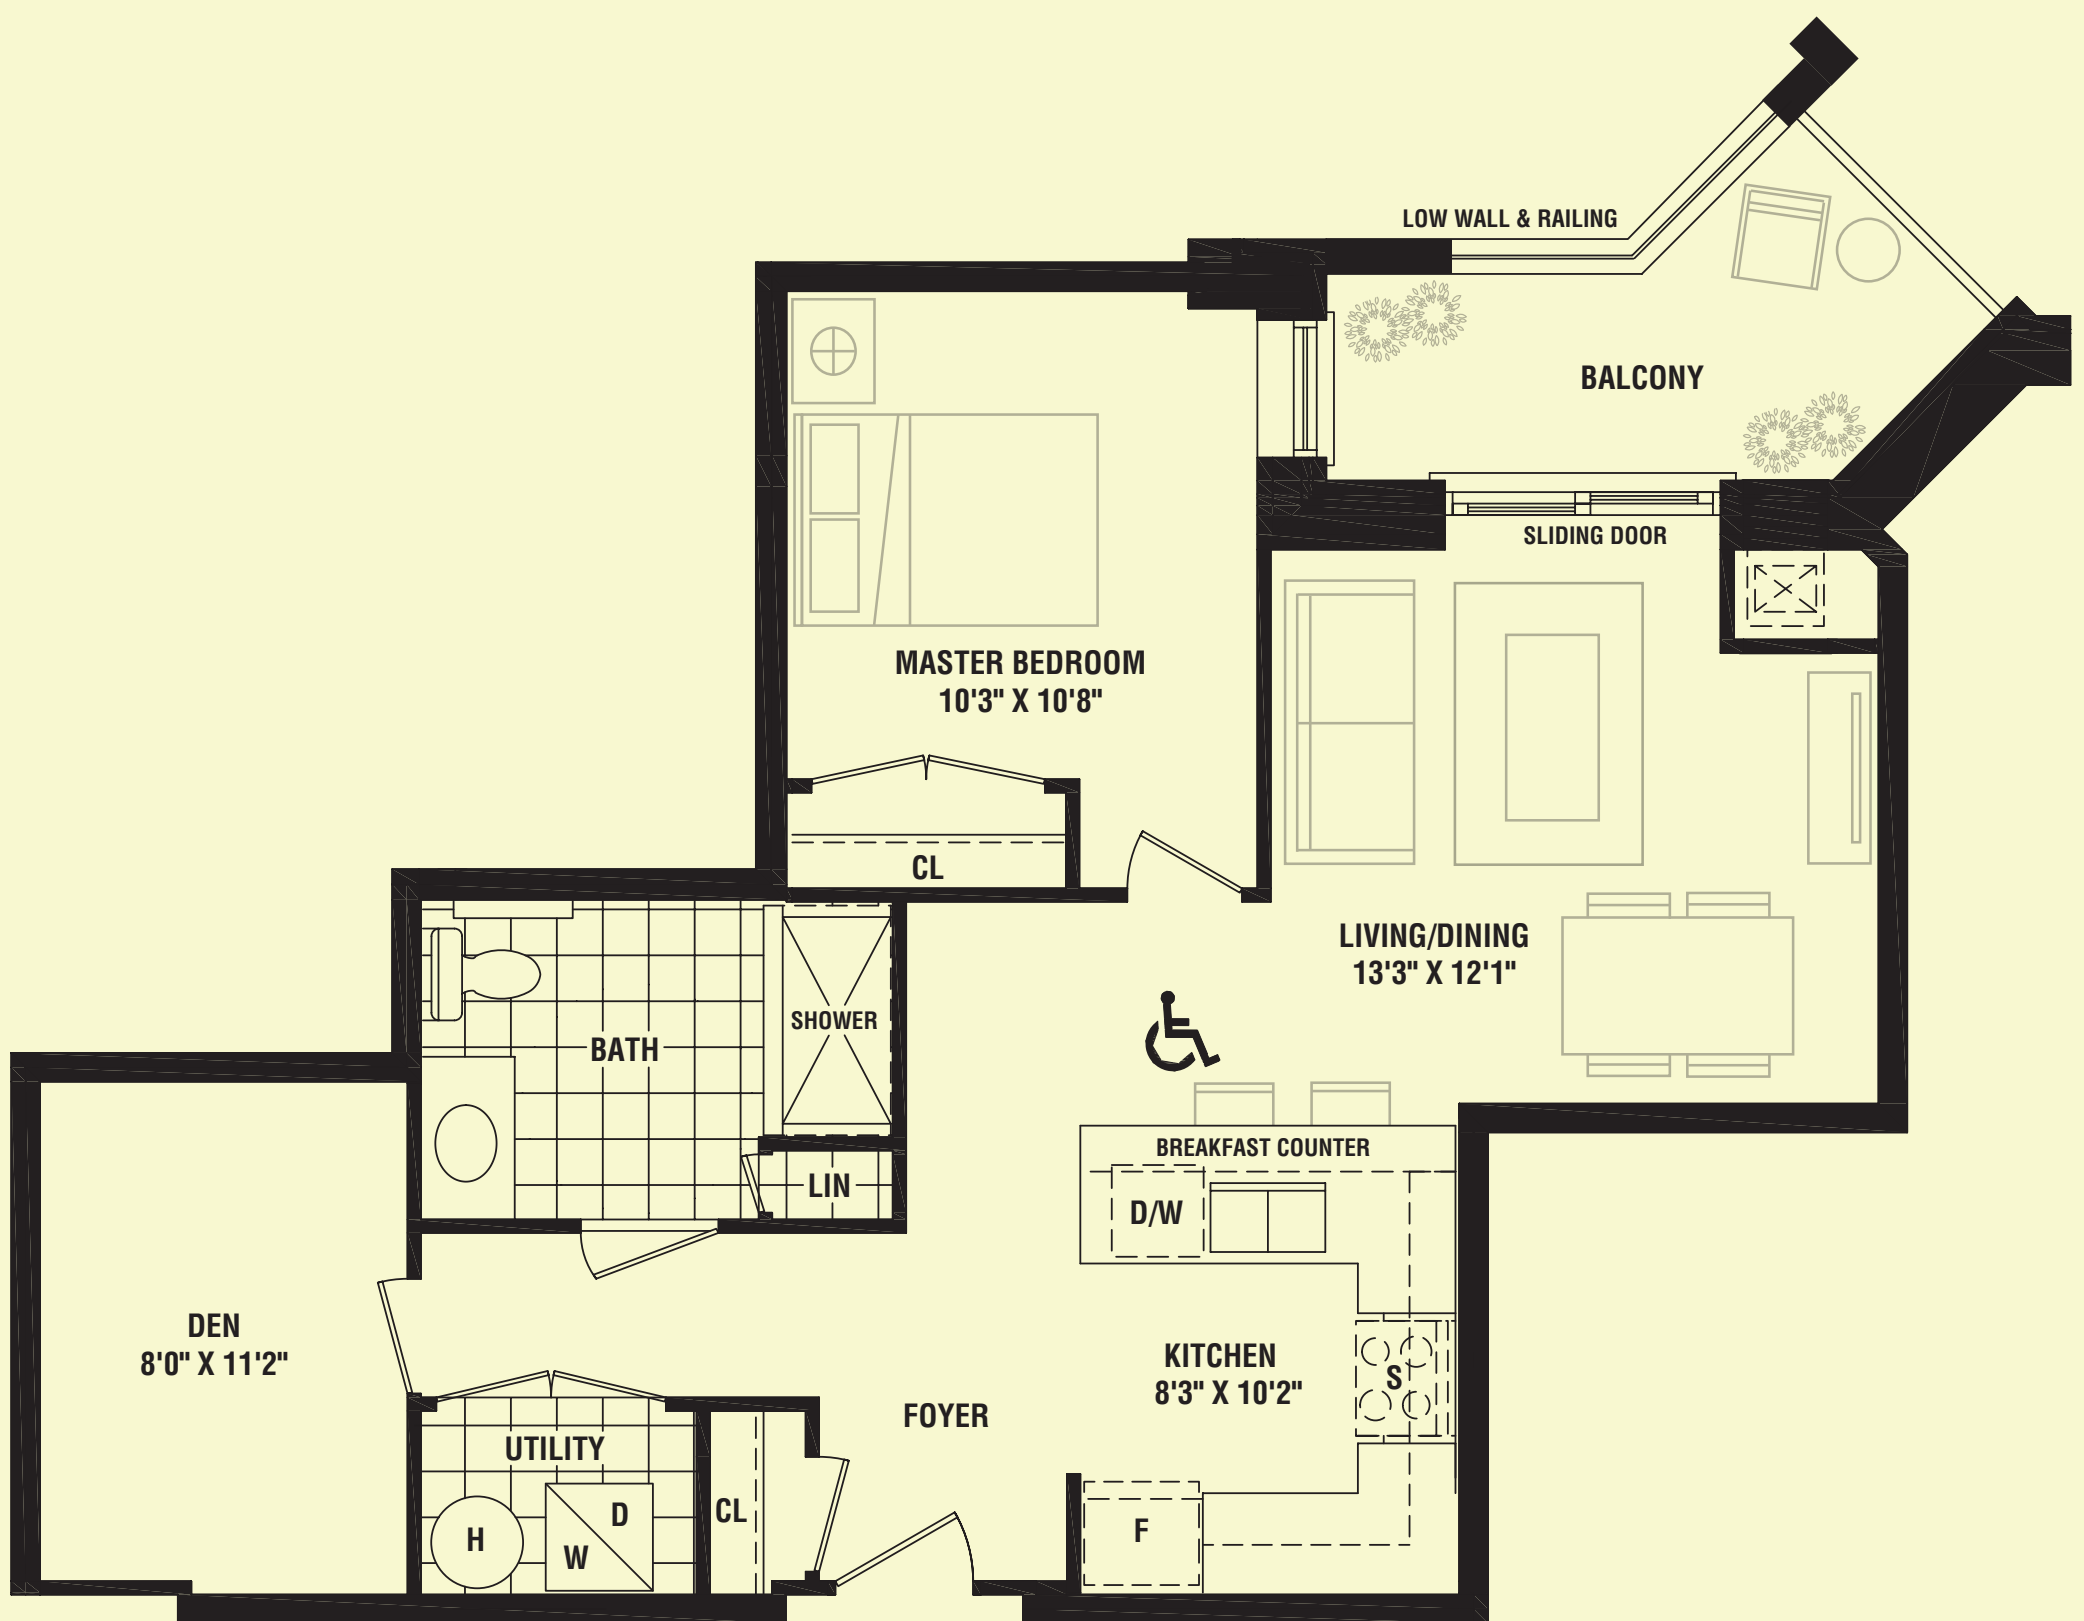 LOW WALL & RAILING
BALCONY
SLIDING DOOR
MASTER BEDROOM
10'3" X 10'8"
CL
LIVING/DINING
13'3" X 12'1"
SHOWER
BATH
BREAKFAST COUNTER
LIN
D/W
DEN
8'0" X 11'2"
KITCHEN
8'3" X 10'2"
S
FOYER
UTILITY
CL
D
F
H
W